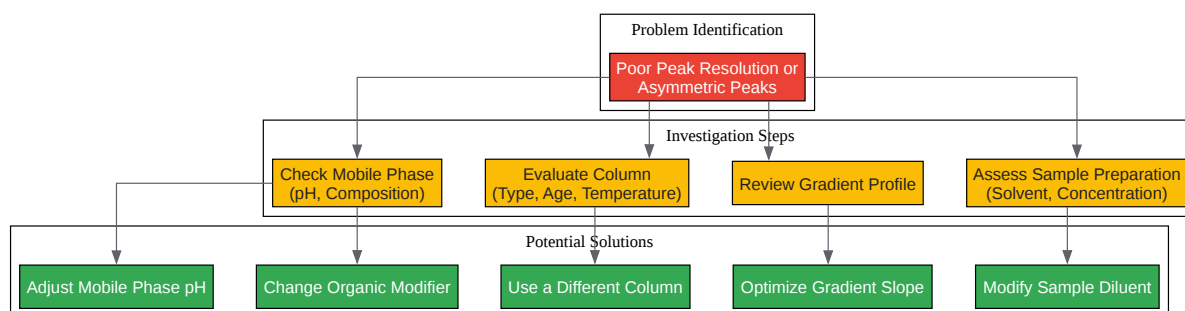 Problem Identification
Poor Peak Resolution or
Asymmetric Peaks
Investigation Steps
Check Mobile Phase
(pH, Composition)
Evaluate Column
(Type, Age, Temperature)
Review Gradient Profile
Assess Sample Preparation
(Solvent, Concentration)
Potential Solutions
Adjust Mobile Phase pH
Change Organic Modifier
Use a Different Column
Optimize Gradient Slope
Modify Sample Diluent